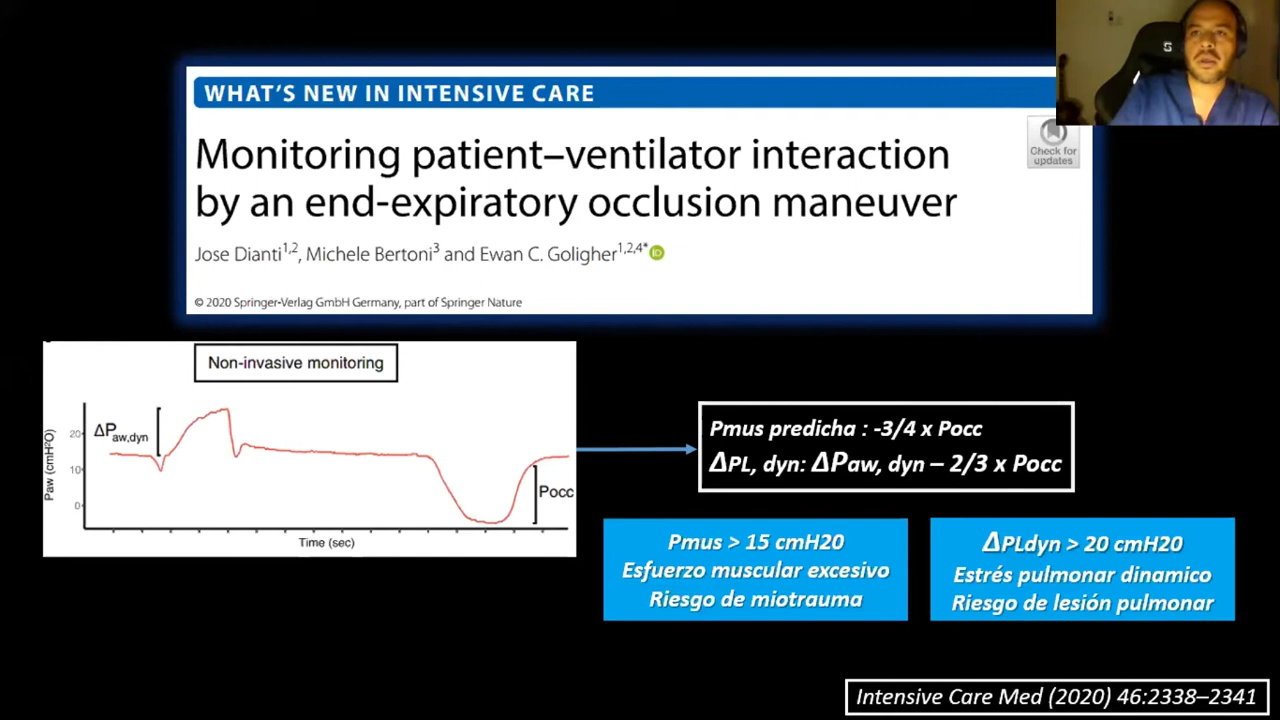 WHAT'S NEW IN INTENSIVE CARE
Monitoring patient–ventilator interaction
by an end-expiratory occlusion maneuver
Check for
updates
Jose Dianti1,2, Michele Bertoni3 and Ewan C. Goligher1,2,4*
© 2020 Springer-Verlag GmbH Germany, part of Springer Nature
Non-invasive monitoring
ΔPaw,dyn
Paw (cmH2O)
20
10
0
Pocc
Time (sec)
Pmus predicha : -3/4 x Pocc
ΔPL, dyn: ΔPaw, dyn – 2/3 x Pocc
Pmus > 15 cmH20
Esfuerzo muscular excesivo
Riesgo de miotrauma
ΔPLdyn > 20 cmH20
Estrés pulmonar dinamico
Riesgo de lesión pulmonar
Intensive Care Med (2020) 46:2338–2341